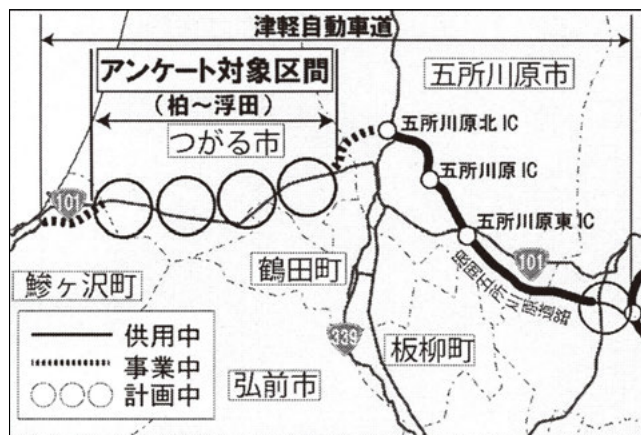 津軽自動車道
アンケート対象区間
(柏〜浮田)
つがる市
五所川原市
五所川原北IC
五所川原IC
五所川原東IC
101
101
鰺ヶ沢町
鶴田町
339
板柳町
弘前市
供用中
事業中
計画中